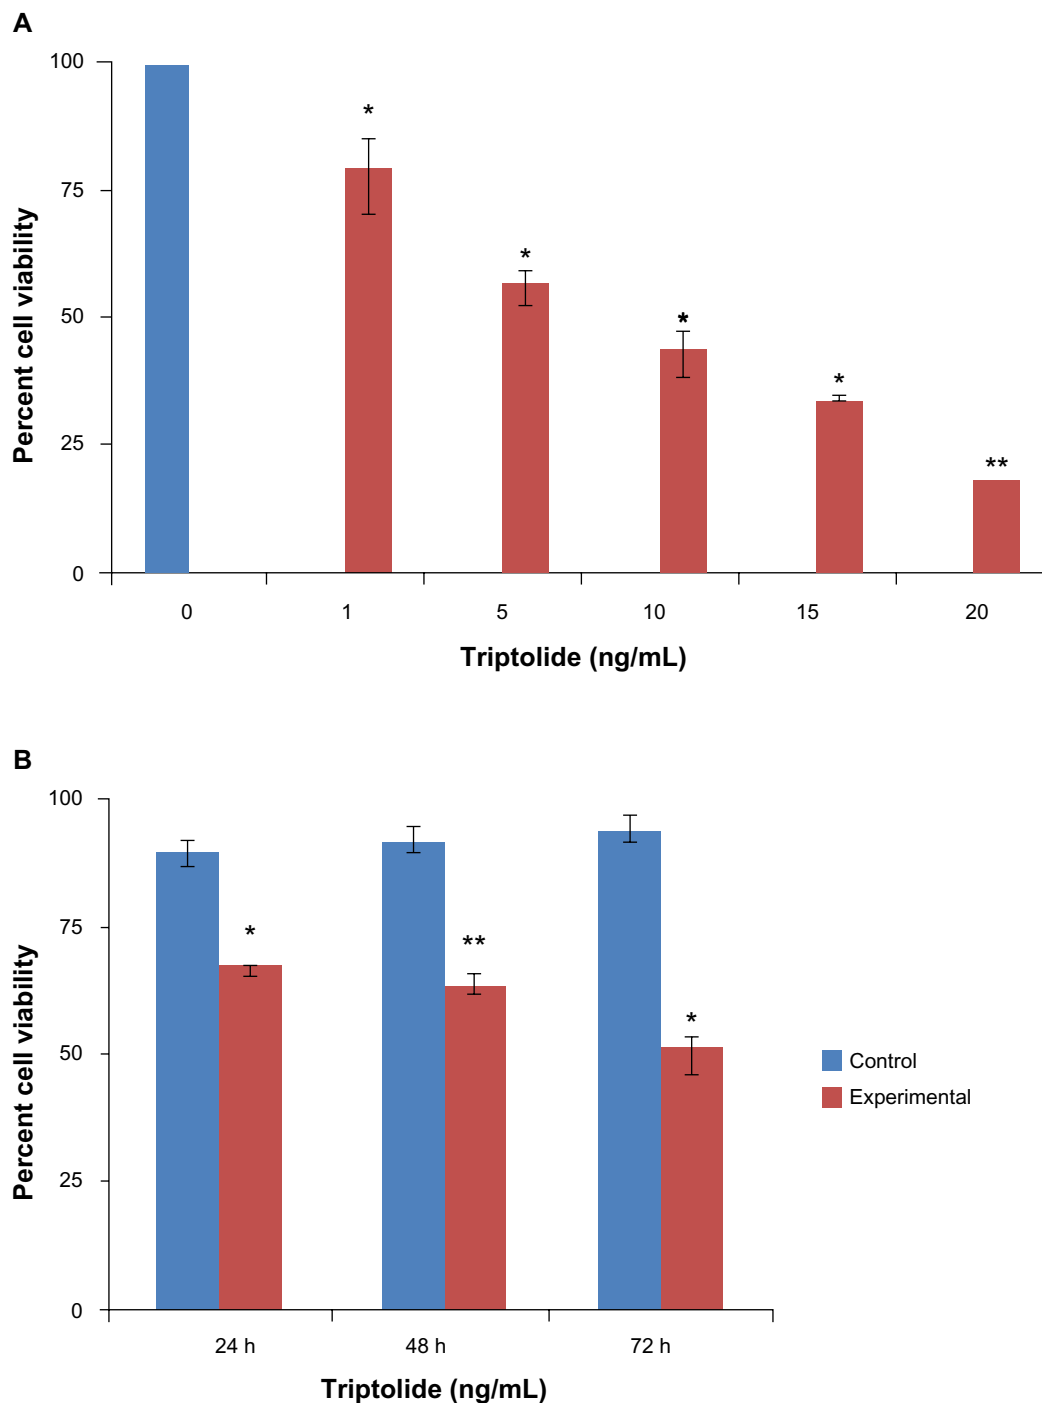 A
100
*
75
*
50
*
*
25
**
0
0 1 5 10 15 20
Percent cell viability
Triptolide (ng/mL)
B
100
75
*
**
*
50
25
0
24 h 48 h 72 h
Percent cell viability
Triptolide (ng/mL)
Control
Experimental